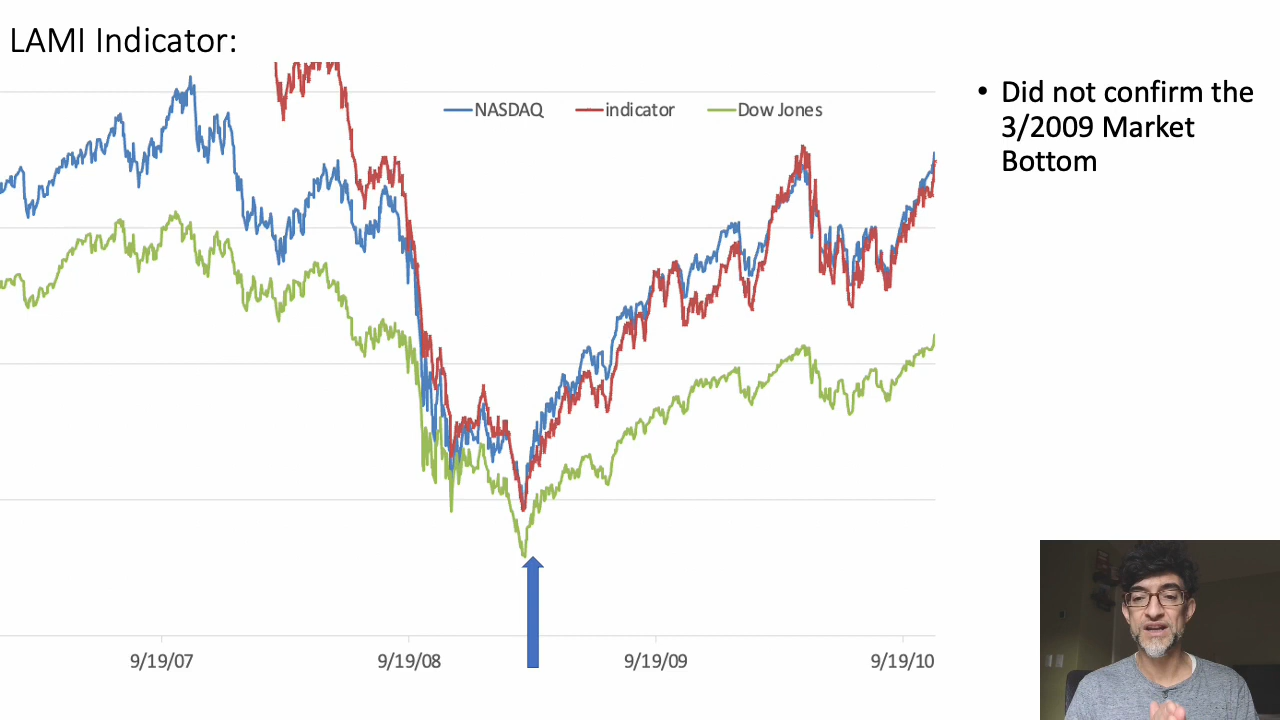 LAMI Indicator:
NASDAQ indicator Dow Jones
• Did not confirm the
3/2009 Market
Bottom
9/19/07 9/19/08 9/19/09 9/19/10